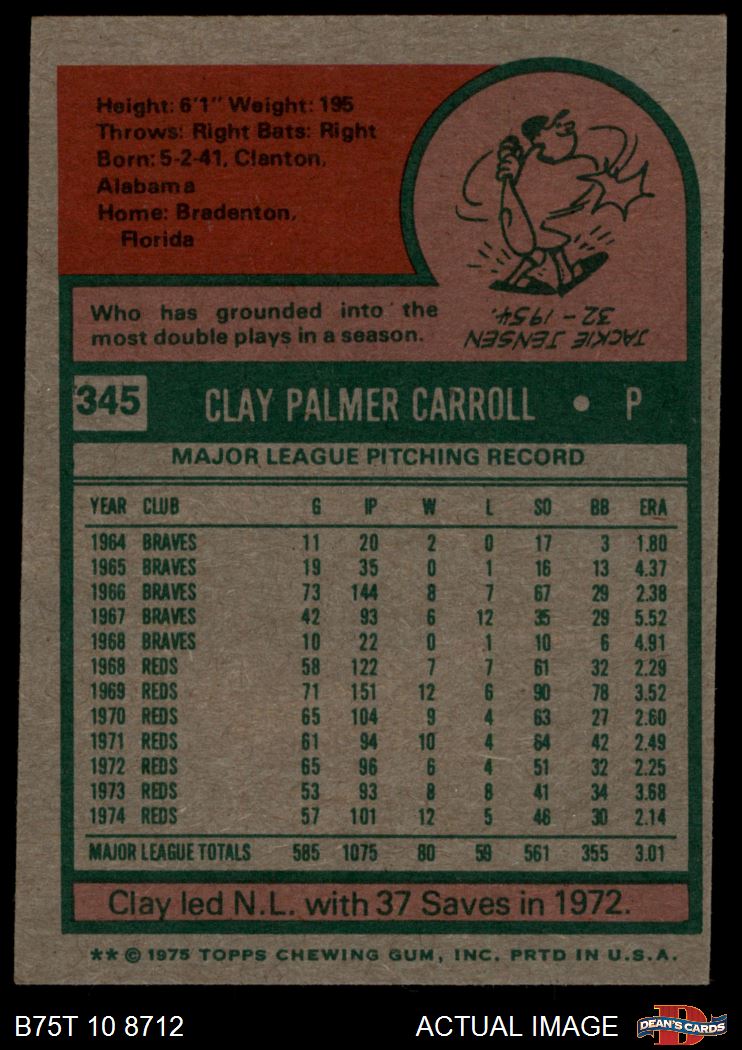 Height: 6'1" Weight: 195
Throws: Right Bats: Right
Born: 5-2-41, Clanton,
Alabama
Home: Bradenton,
Florida
Who has grounded into the
most double plays in a season.
JACKIE JENSEN
32 - 1954.
345 CLAY PALMER CARROLL • P
MAJOR LEAGUE PITCHING RECORD
YEAR CLUB G IP W L SO BB ERA
1964 BRAVES 11 20 2 0 17 3 1.80
1965 BRAVES 19 35 0 1 16 13 4.37
1966 BRAVES 73 144 8 7 67 29 2.38
1967 BRAVES 42 93 6 12 35 29 5.52
1968 BRAVES 10 22 0 1 10 6 4.91
1968 REDS 58 122 7 7 61 32 2.29
1969 REDS 71 151 12 6 90 78 3.52
1970 REDS 65 104 9 4 63 27 2.60
1971 REDS 61 94 10 4 64 42 2.49
1972 REDS 65 96 6 4 51 32 2.25
1973 REDS 53 93 8 8 41 34 3.68
1974 REDS 57 101 12 5 46 30 2.14
MAJOR LEAGUE TOTALS 585 1075 80 59 561 355 3.01
Clay led N.L. with 37 Saves in 1972.
** © 1975 TOPPS CHEWING GUM, INC. PRTD IN U.S.A.
B75T 10 8712 ACTUAL IMAGE DEAN'S CARDS